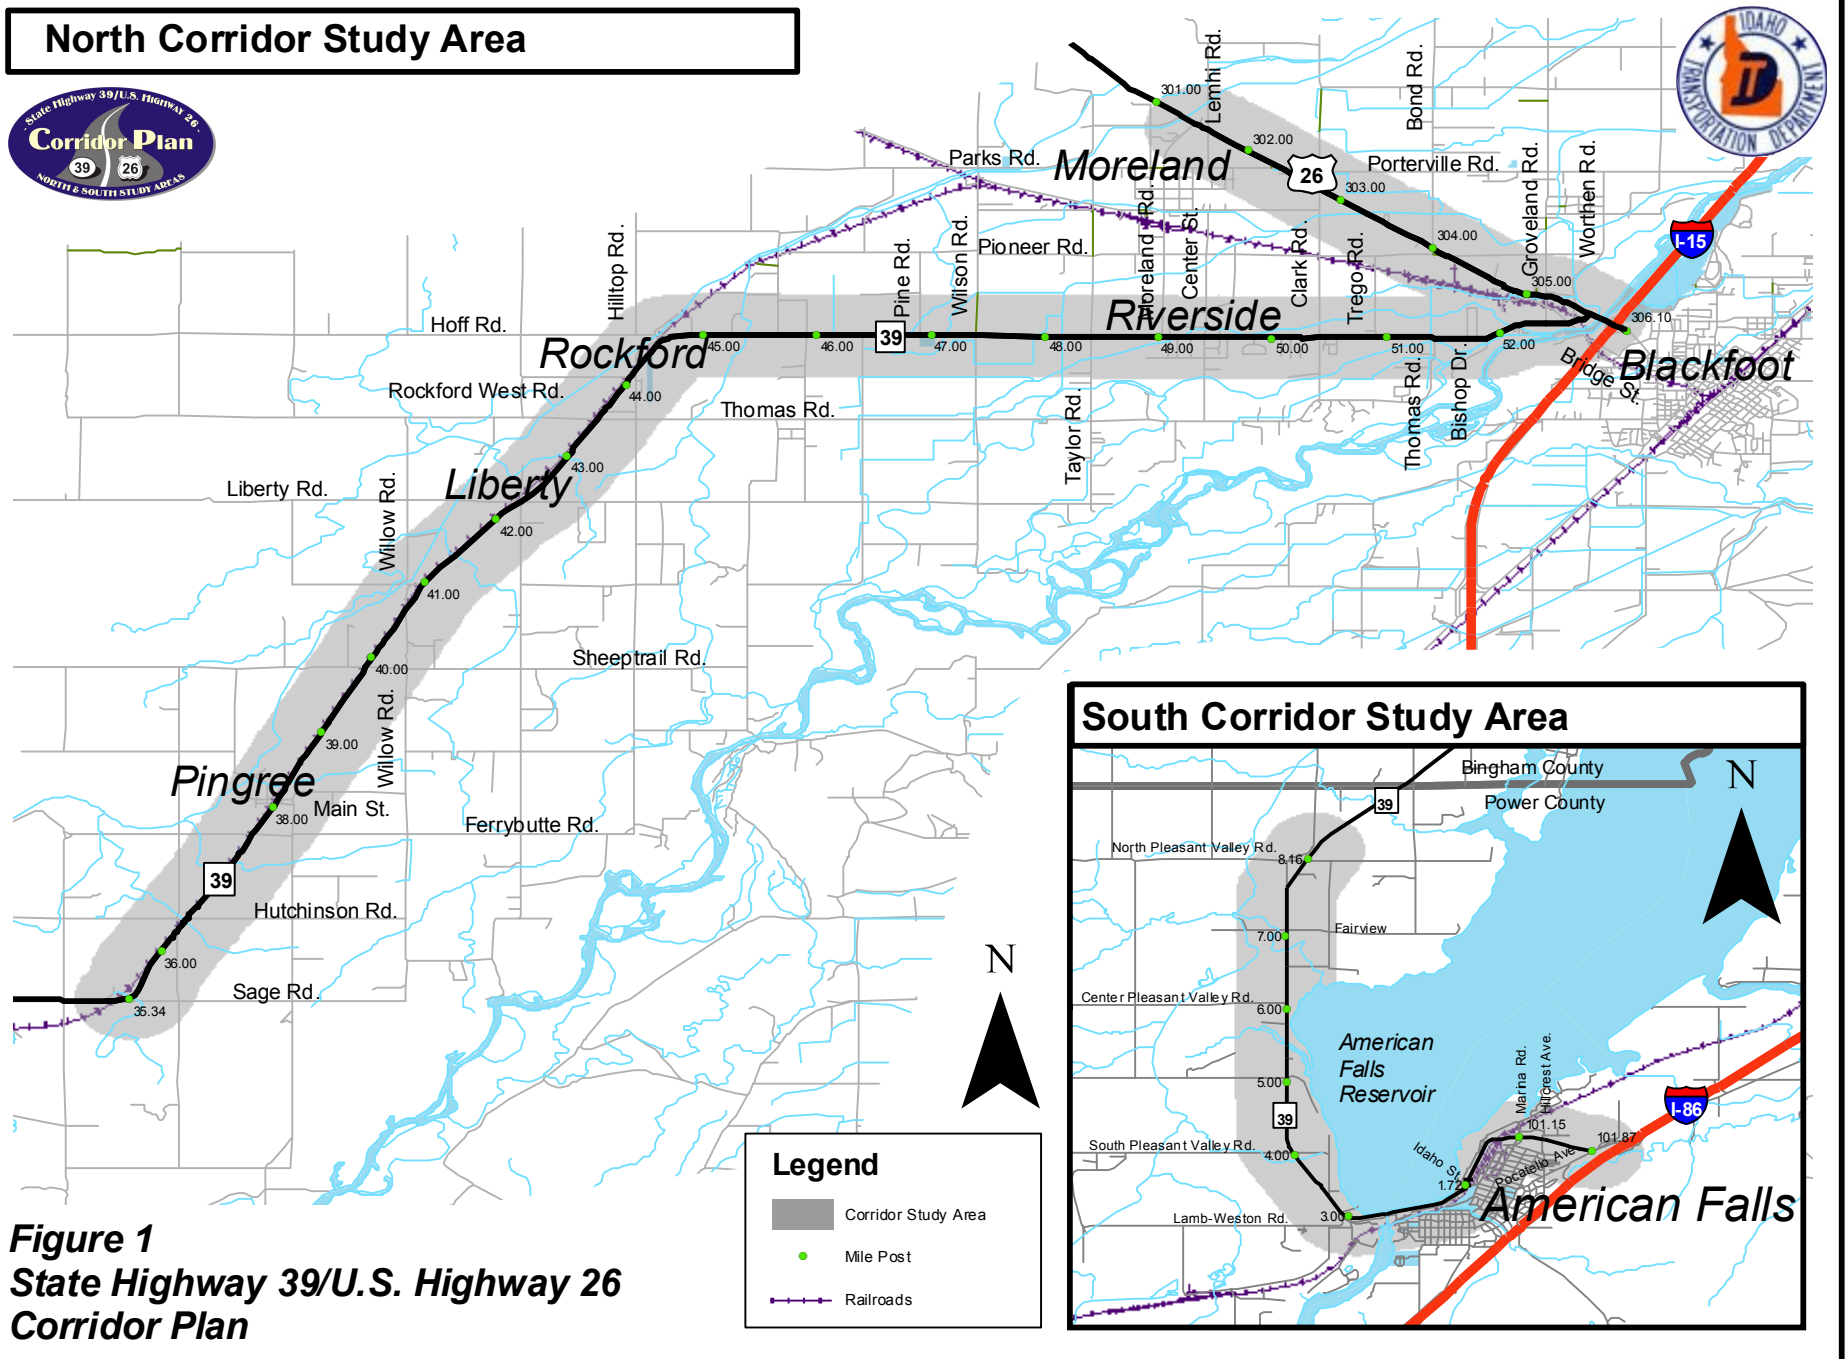 North Corridor Study Area
- State Highway 39/U.S. Highway 26 -
Corridor Plan
39
26
NORTH & SOUTH STUDY AREAS
IDAHO
TRANSPORTATION DEPARTMENT
301.00
Lemhi Rd.
Bond Rd.
302.00
Parks Rd.
Moreland
26
Porterville Rd.
303.00
Groveland Rd.
Worthen Rd.
I-15
304.00
Hilltop Rd.
Pine Rd.
Wilson Rd.
Pioneer Rd.
Moreland Rd.
Center St.
Clark Rd.
Trego Rd.
305.00
306.10
Hoff Rd.
Riverside
Rockford
45.00
46.00
39
47.00
48.00
49.00
50.00
51.00
52.00
Bridge St.
Blackfoot
Rockford West Rd.
44.00
Thomas Rd.
Taylor Rd.
Thomas Rd.
Bishop Dr.
43.00
Liberty
Liberty Rd.
Willow Rd.
42.00
41.00
40.00
Sheeptrail Rd.
Willow Rd.
39.00
Pingree
Main St.
38.00
Ferrybutte Rd.
39
Hutchinson Rd.
36.00
Sage Rd.
35.34
N
South Corridor Study Area
Bingham County
Power County
N
39
North Pleasant Valley Rd.
8.16
7.00
Fairview
Center Pleasant Valley Rd.
6.00
American
Falls
Reservoir
5.00
39
Marina Rd.
Hillcrest Ave.
I-86
101.15
101.87
South Pleasant Valley Rd.
4.00
Idaho St.
Pocatello Ave
1.72
American Falls
Lamb-Weston Rd.
3.00
Legend
Corridor Study Area
Mile Post
Railroads
Figure 1
State Highway 39/U.S. Highway 26
Corridor Plan